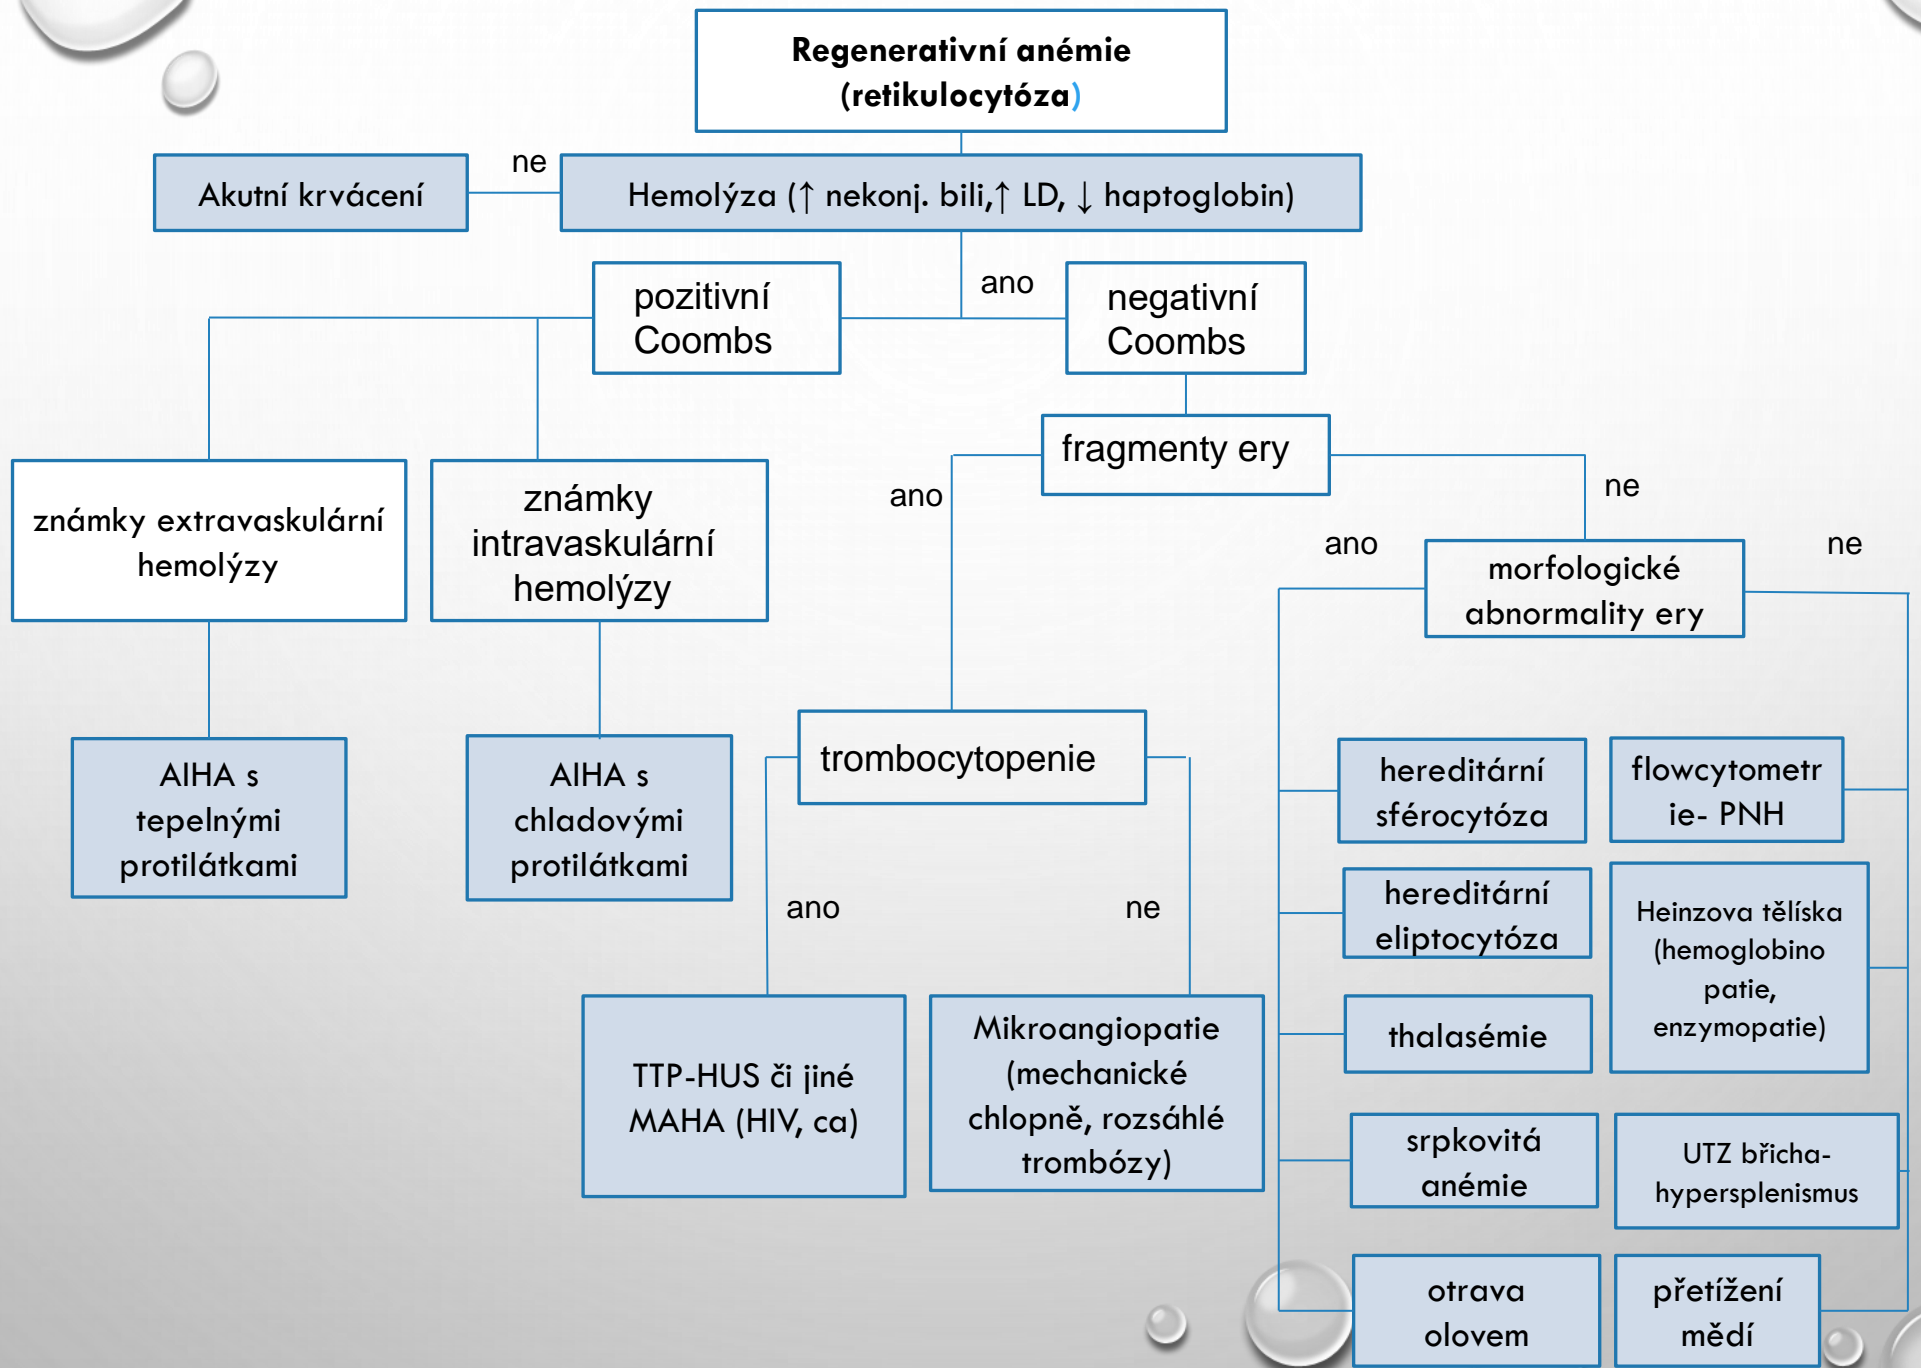 Regenerativní anémie
(retikulocytóza)
ne
Akutní krvácení
Hemolýza (↑ nekonj. bili,↑ LD, ↓ haptoglobin)
ano
pozitivní
Coombs
negativní
Coombs
fragmenty ery
ano
ne
známky extravaskulární
hemolýzy
známky
intravaskulární
hemolýzy
ano
ne
morfologické
abnormality ery
AIHA s
tepelnými
protilátkami
AIHA s
chladovými
protilátkami
trombocytopenie
ano
ne
TTP-HUS či jiné
MAHA (HIV, ca)
Mikroangiopatie
(mechanické
chlopně, rozsáhlé
trombózy)
hereditární
sférocytóza
flowcytometr
ie- PNH
hereditární
eliptocytóza
Heinzova tělíska
(hemoglobino
patie,
enzymopatie)
thalasémie
srpkovitá
anémie
UTZ břicha-
hypersplenismus
otrava
olovem
přetížení
mědí